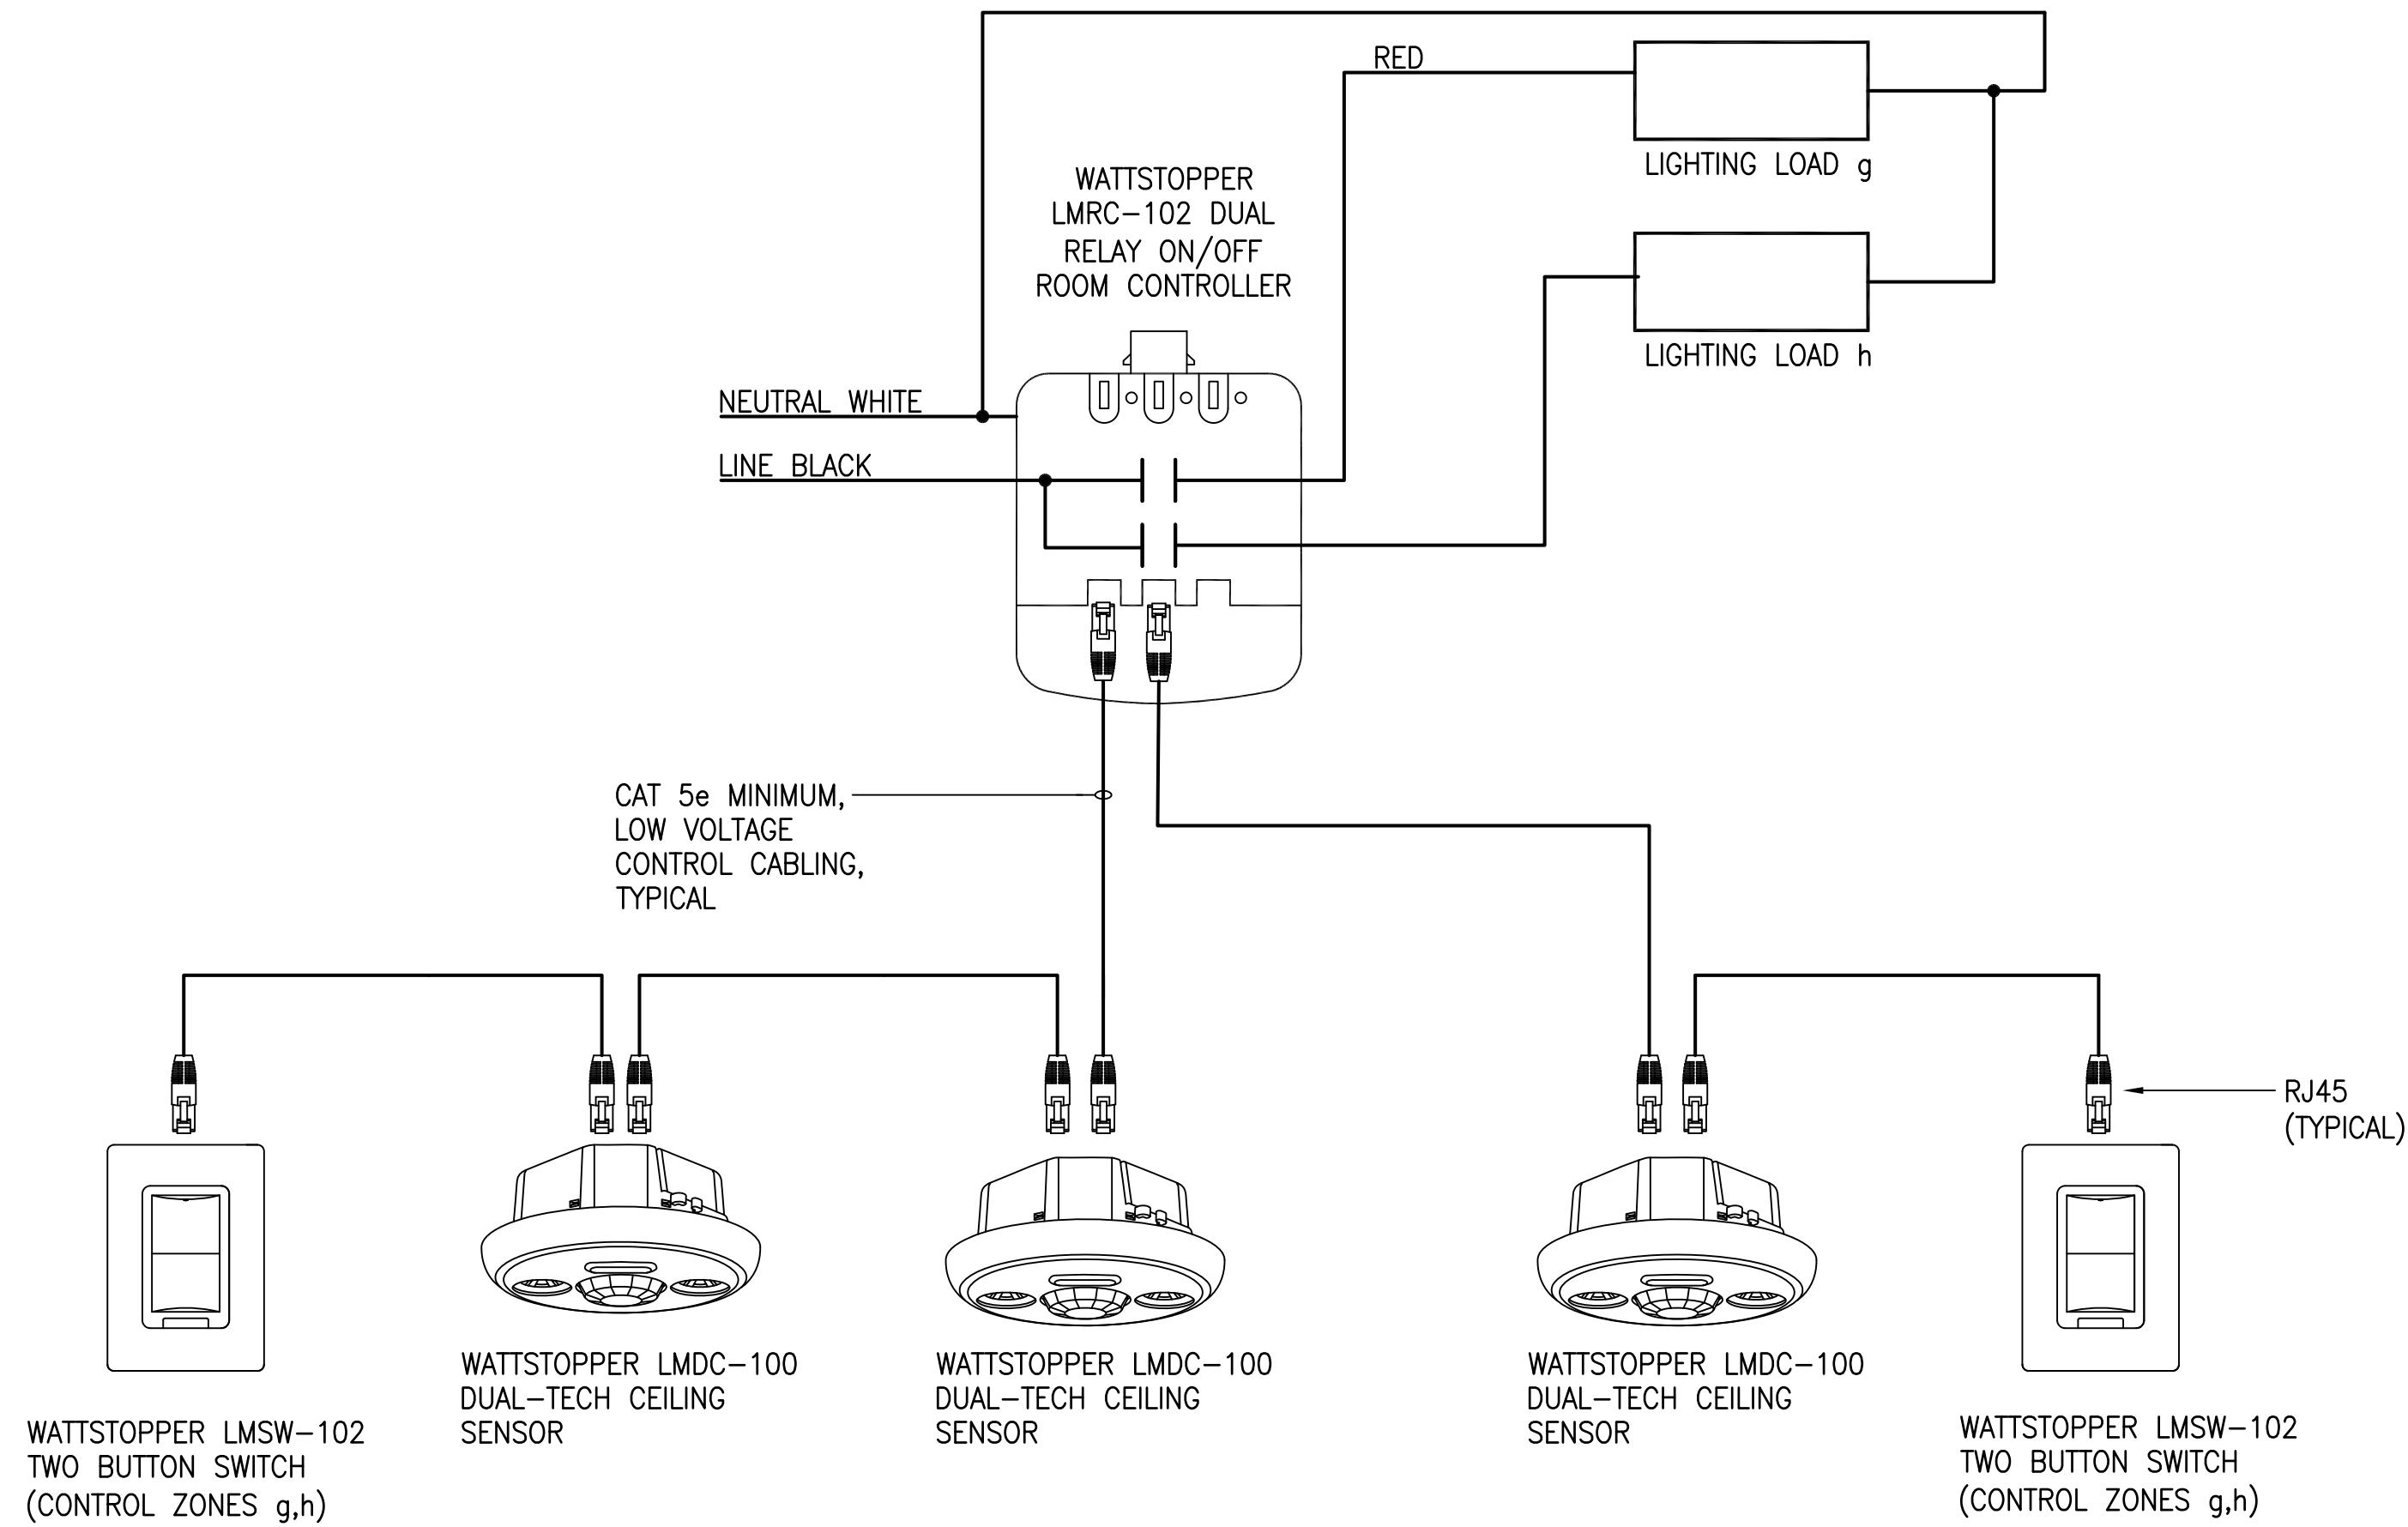 RED
LIGHTING LOAD g
WATTSTOPPER
LMRC-102 DUAL
RELAY ON/OFF
ROOM CONTROLLER
LIGHTING LOAD h
NEUTRAL WHITE
LINE BLACK
CAT 5e MINIMUM,
LOW VOLTAGE
CONTROL CABLING,
TYPICAL
RJ45
(TYPICAL)
WATTSTOPPER LMSW-102
TWO BUTTON SWITCH
(CONTROL ZONES g,h)
WATTSTOPPER LMDC-100
DUAL-TECH CEILING
SENSOR
WATTSTOPPER LMDC-100
DUAL-TECH CEILING
SENSOR
WATTSTOPPER LMDC-100
DUAL-TECH CEILING
SENSOR
WATTSTOPPER LMSW-102
TWO BUTTON SWITCH
(CONTROL ZONES g,h)